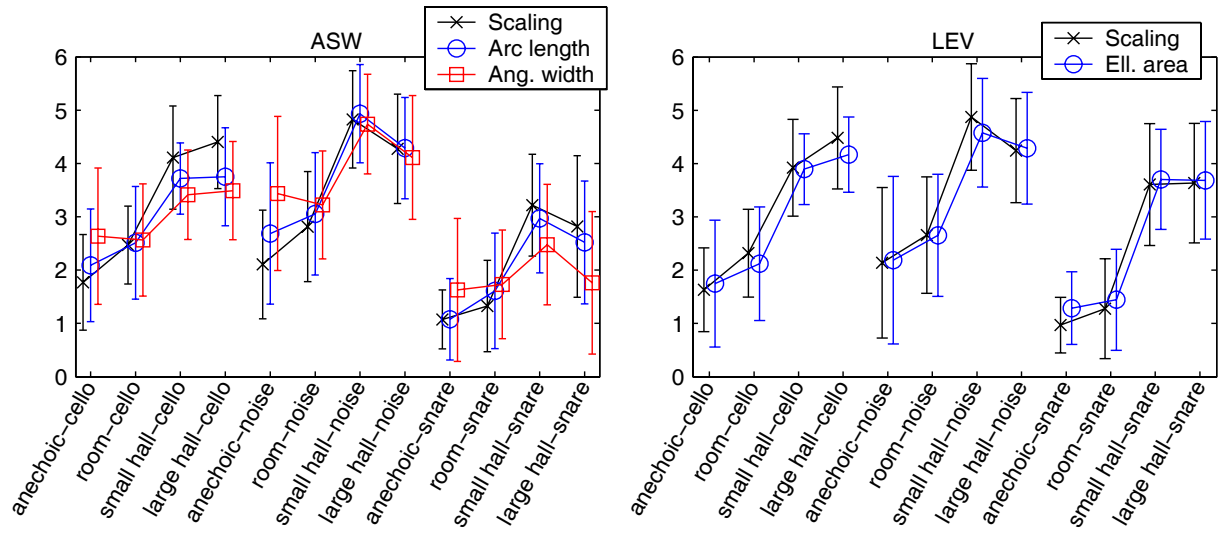 ASW
Scaling
Arc length
Ang. width
6
5
4
3
2
1
0
anechoic−cello
room−cello
small hall−cello
large hall−cello
anechoic−noise
room−noise
small hall−noise
large hall−noise
anechoic−snare
room−snare
small hall−snare
large hall−snare
LEV
Scaling
Ell. area
6
5
4
3
2
1
0
anechoic−cello
room−cello
small hall−cello
large hall−cello
anechoic−noise
room−noise
small hall−noise
large hall−noise
anechoic−snare
room−snare
small hall−snare
large hall−snare